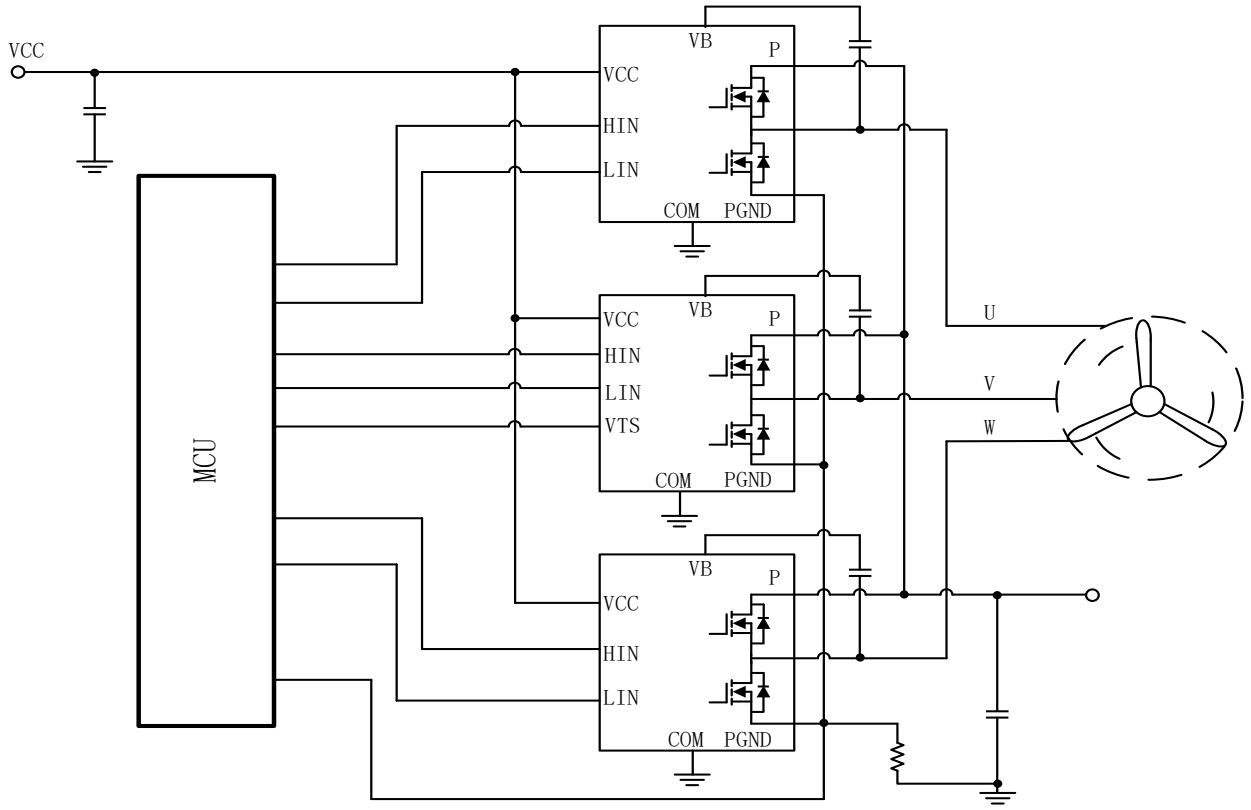 VCC
VB
P
VCC
HIN
LIN
COM PGND
VB
P
VCC
HIN
LIN
VTS
COM PGND
VB
P
VCC
HIN
LIN
COM PGND
MCU
U
V
W